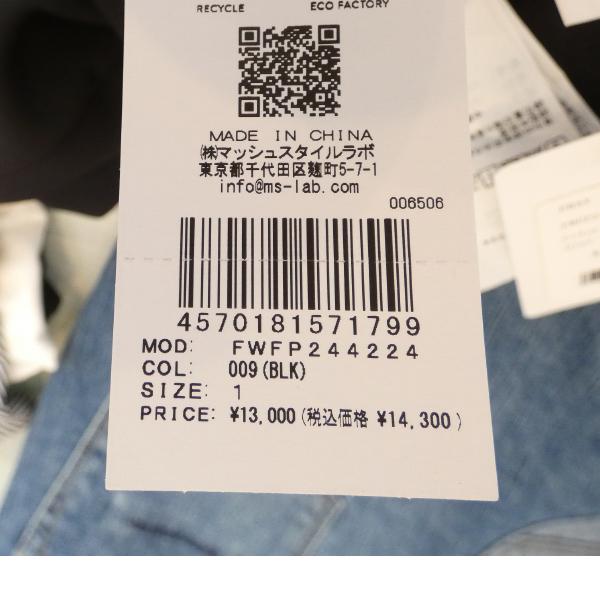 RECYCLE
ECO FACTORY
MADE IN CHINA
㈱マッシュスタイルラボ
東京都千代田区麹町5-7-1
info@ms-lab.com
006506
4570181571799
MOD: FWFP244224
COL: 009(BLK)
SIZE: 1
PRICE: ¥13,000(税込価格 ¥14,300)